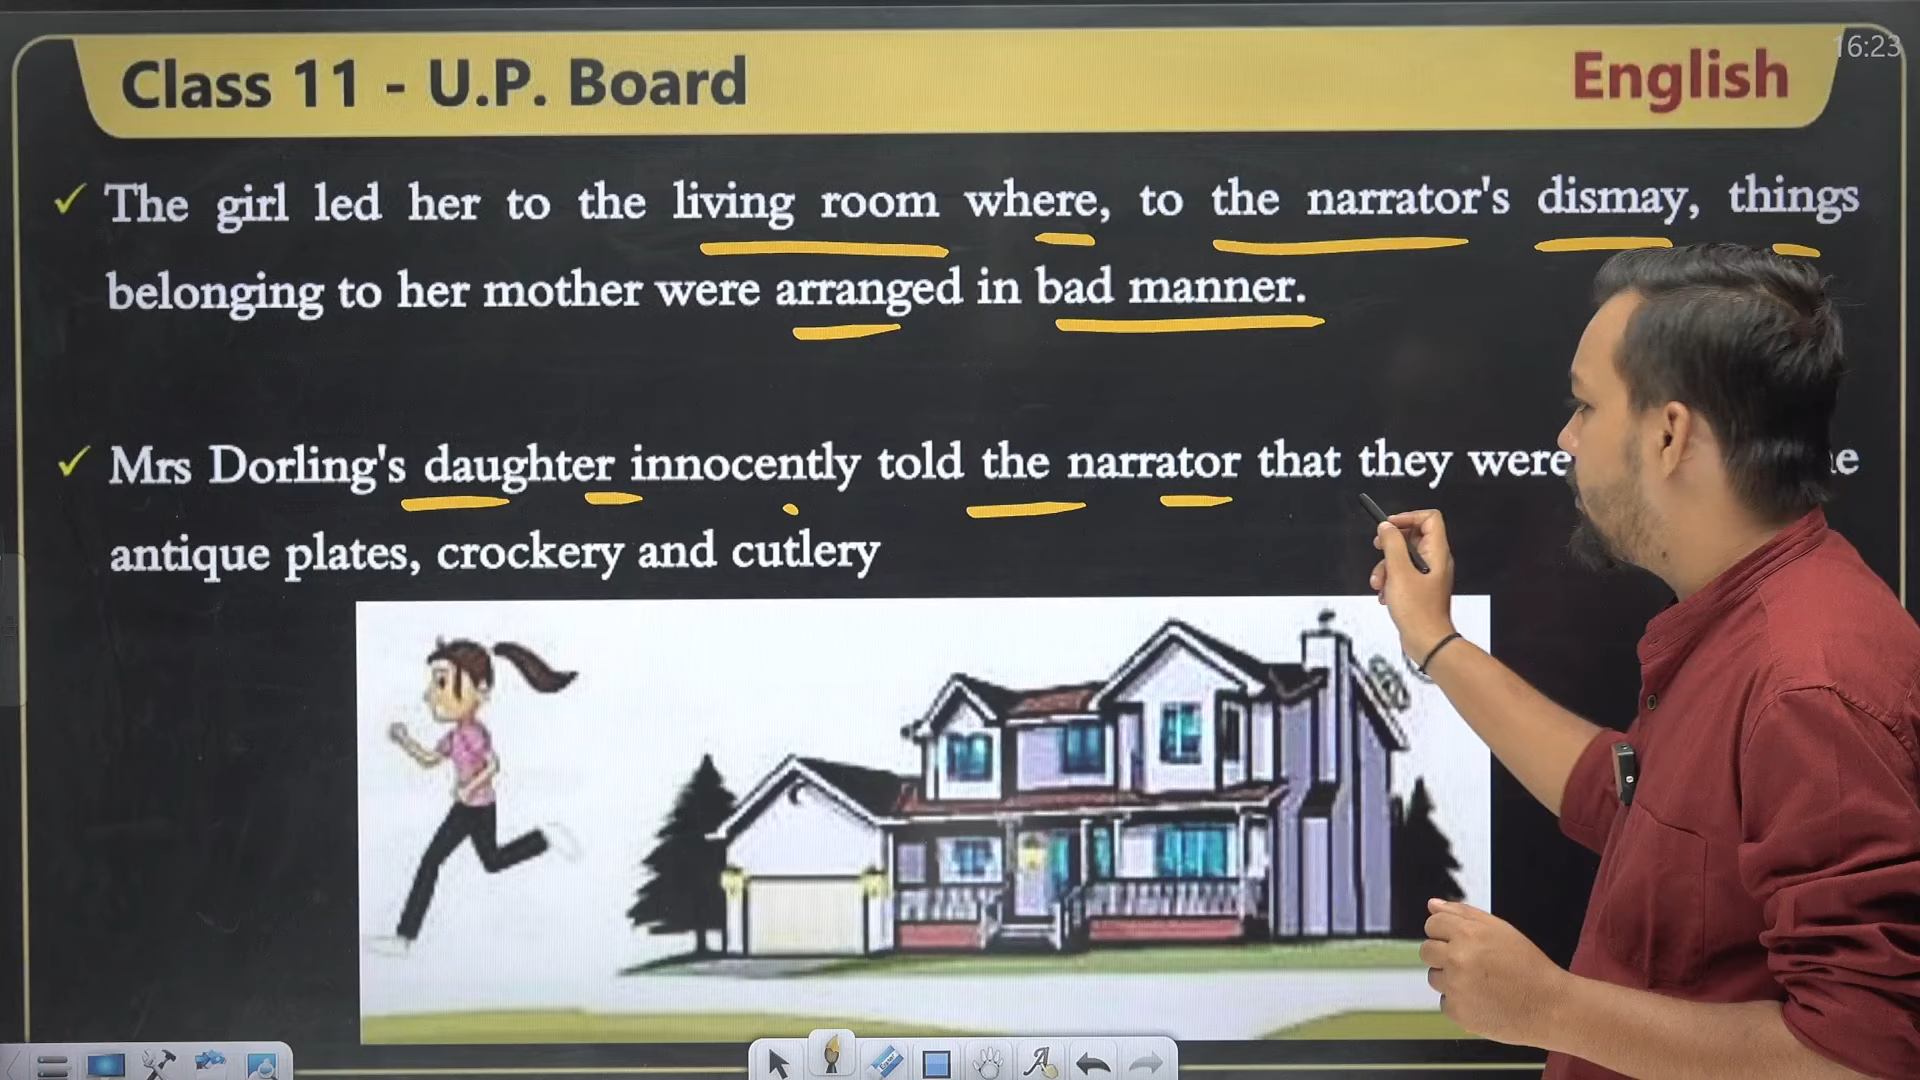 16:23
Class 11 - U.P. Board English
The girl led her to the living room where, to the narrator's dismay, things
belonging to her mother were arranged in bad manner.
Mrs Dorling's daughter innocently told the narrator that they were
antique plates, crockery and cutlery